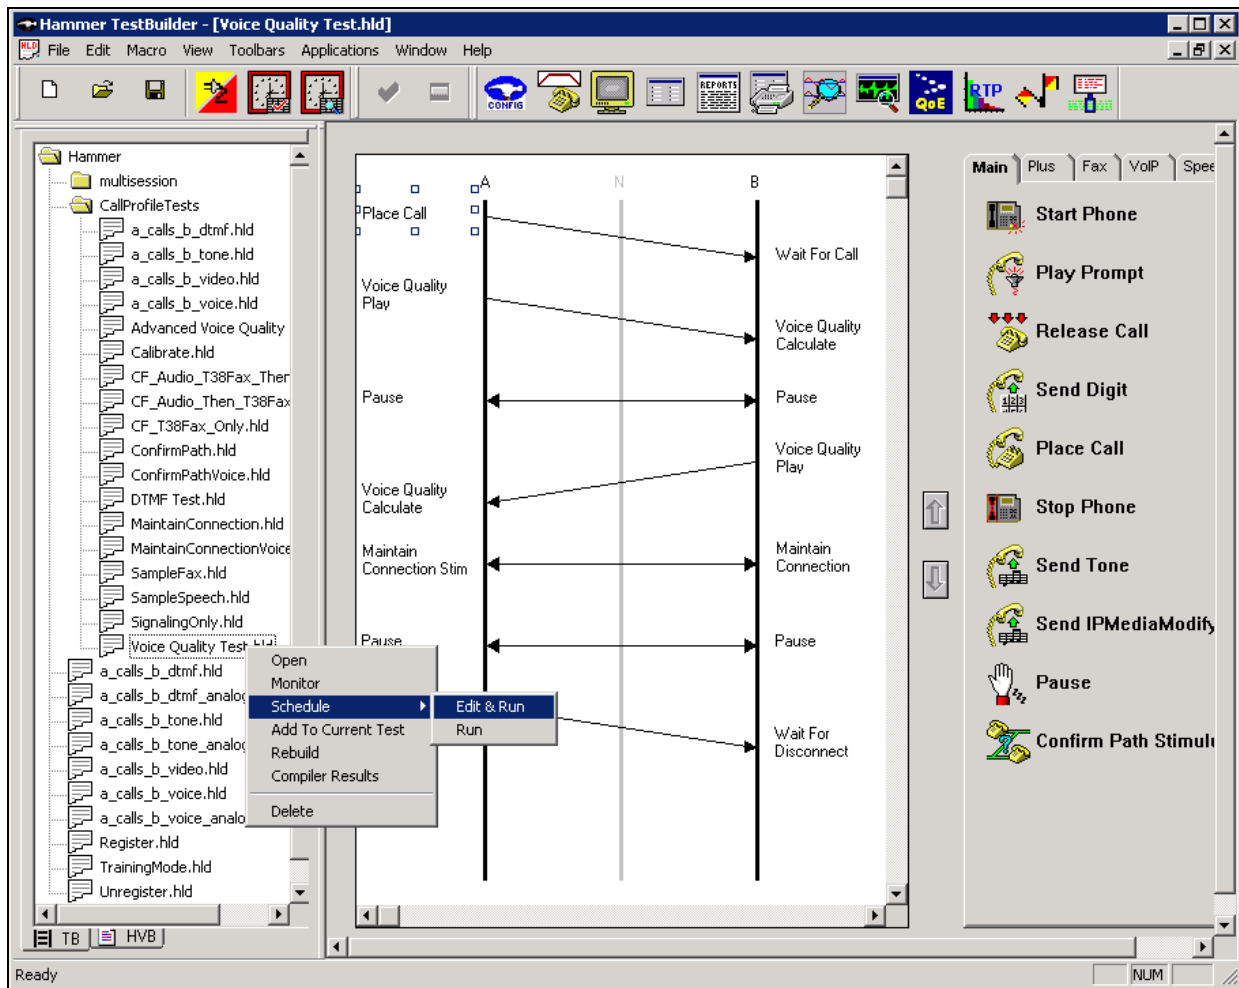 Hammer TestBuilder - [Voice Quality Test.hld]
HLD
File Edit Macro View Toolbars Applications Window Help
CONFIG
REPORTS
QoE
RTP
Hammer
multisession
CallProfileTests
a_calls_b_dtmf.hld
a_calls_b_tone.hld
a_calls_b_video.hld
a_calls_b_voice.hld
Advanced Voice Quality
Calibrate.hld
CF_Audio_T38Fax_Ther
CF_Audio_Then_T38Fax
CF_T38Fax_Only.hld
ConfirmPath.hld
ConfirmPathVoice.hld
DTMF Test.hld
MaintainConnection.hld
MaintainConnectionVoice
SampleFax.hld
SampleSpeech.hld
SignalingOnly.hld
Voice Quality Test.hld
a_calls_b_dtmf.hld
a_calls_b_dtmf_analog
a_calls_b_tone.hld
a_calls_b_tone_analog
a_calls_b_video.hld
a_calls_b_voice.hld
a_calls_b_voice_analo
Register.hld
TrainingMode.hld
Unregister.hld
TB HVB
Open
Monitor
Schedule
Add To Current Test
Rebuild
Compiler Results
Delete
Edit & Run
Run
A N B
Place Call
Wait For Call
Voice Quality
Play
Voice Quality
Calculate
Pause Pause
Voice Quality
Play
Voice Quality
Calculate
Maintain
Connection Stim
Maintain
Connection
Pause Pause
Wait For
Disconnect
Main Plus Fax VoIP Spee
Start Phone
Play Prompt
Release Call
Send Digit
1 2 3
Place Call
Stop Phone
Send Tone
Send IPMediaModify
Pause
Confirm Path Stimulu
Ready
NUM